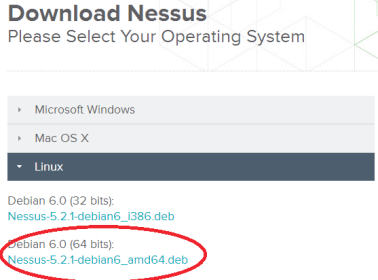 Download Nessus
Please Select Your Operating System
Microsoft Windows
Mac OS X
Linux
Debian 6.0 (32 bits):
Nessus-5.2.1-debian6_i386.deb
Debian 6.0 (64 bits):
Nessus-5.2.1-debian6_amd64.deb